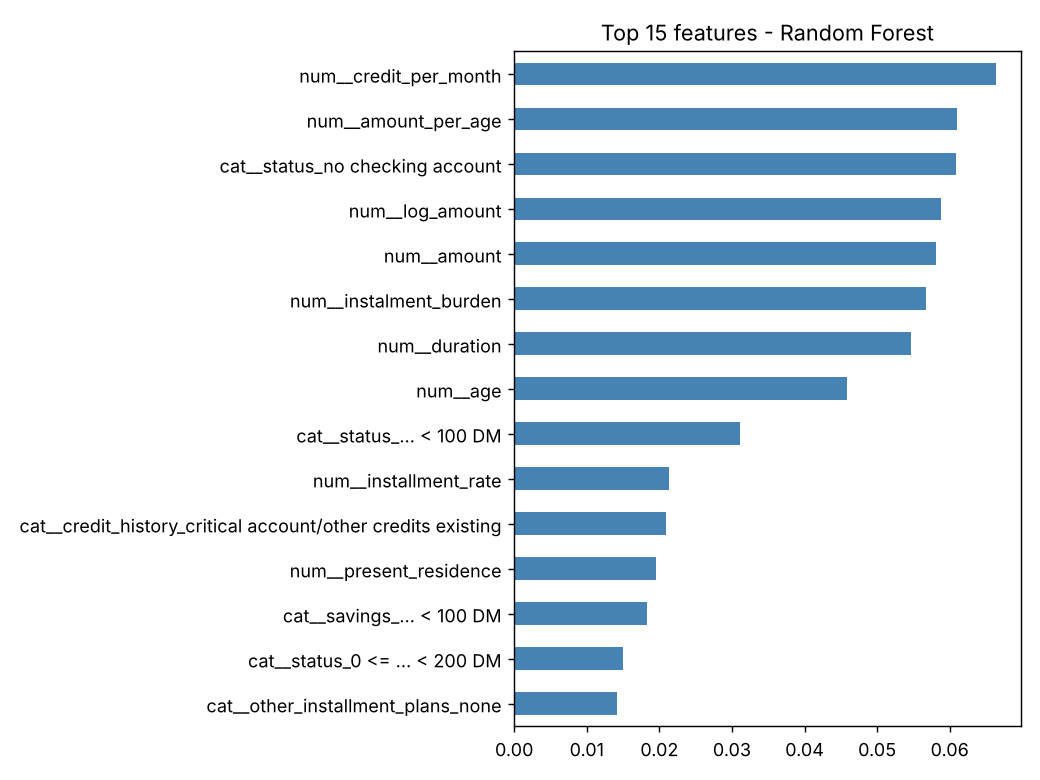 Top 15 features - Random Forest
num__credit_per_month
num__amount_per_age
cat__status_no checking account
num__log_amount
num__amount
num__instalment_burden
num__duration
num__age
cat__status_... < 100 DM
num__installment_rate
cat__credit_history_critical account/other credits existing
num__present_residence
cat__savings_... < 100 DM
cat__status_0 <= ... < 200 DM
cat__other_installment_plans_none
0.00 0.01 0.02 0.03 0.04 0.05 0.06